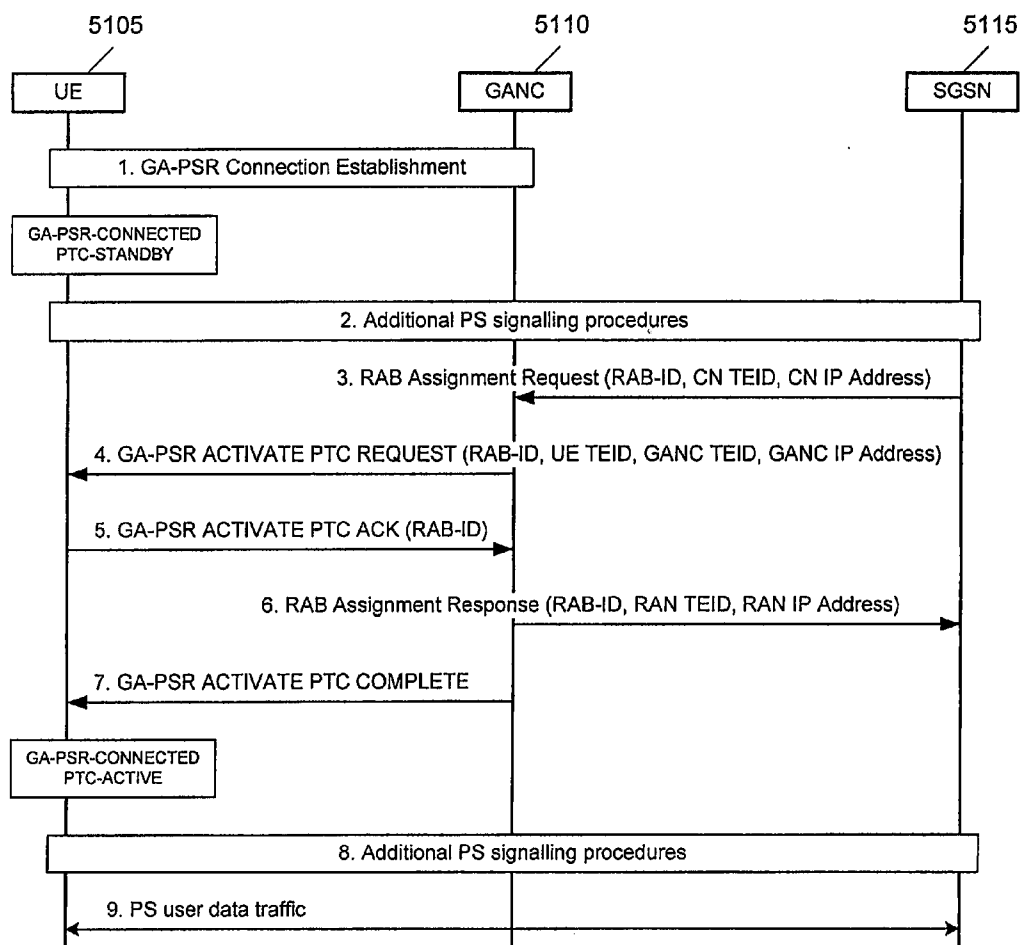 5105
5110
5115
UE
GANC
SGSN
1. GA-PSR Connection Establishment
GA-PSR-CONNECTED
PTC-STANDBY
2. Additional PS signalling procedures
3. RAB Assignment Request (RAB-ID, CN TEID, CN IP Address)
4. GA-PSR ACTIVATE PTC REQUEST (RAB-ID, UE TEID, GANC TEID, GANC IP Address)
5. GA-PSR ACTIVATE PTC ACK (RAB-ID)
6. RAB Assignment Response (RAB-ID, RAN TEID, RAN IP Address)
7. GA-PSR ACTIVATE PTC COMPLETE
GA-PSR-CONNECTED
PTC-ACTIVE
8. Additional PS signalling procedures
9. PS user data traffic